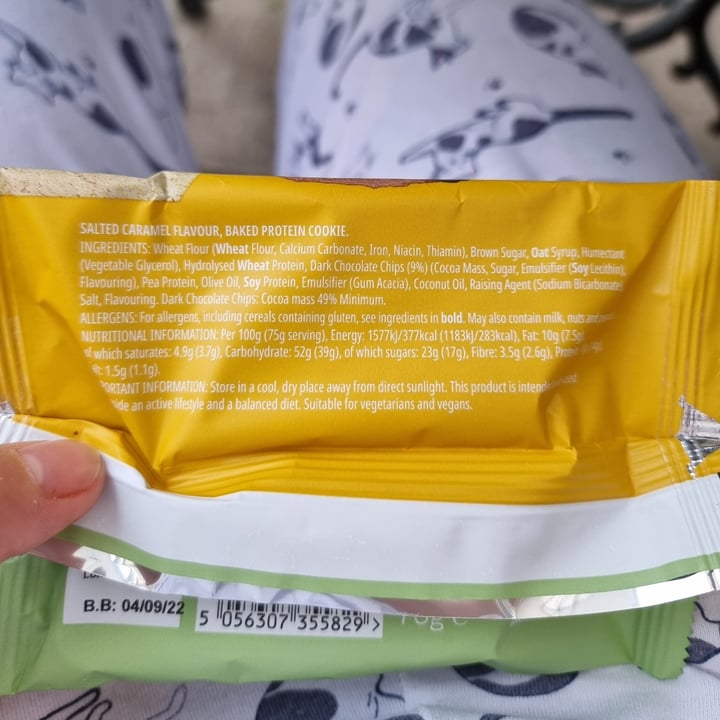 SALTED CARAMEL FLAVOUR, BAKED PROTEIN COOKIE.
INGREDIENTS: Wheat Flour (Wheat Flour, Calcium Carbonate, Iron, Niacin, Thiamin), Brown Sugar, Oat Syrup, Humectant
(Vegetable Glycerol), Hydrolysed Wheat Protein, Dark Chocolate Chips (9%) (Cocoa Mass, Sugar, Emulsifier (Soy Lecithin),
Flavouring), Pea Protein, Olive Oil, Soy Protein, Emulsifier (Gum Acacia), Coconut Oil, Raising Agent (Sodium Bicarbonate)
Salt, Flavouring. Dark Chocolate Chips: Cocoa mass 49% Minimum.
ALLERGENS: For allergens, including cereals containing gluten, see ingredients in bold. May also contain milk, nuts and
NUTRITIONAL INFORMATION: Per 100g (75g serving), Energy: 1577kJ/377kcal (1183kJ/283kcal), Fat: 10g (7.5g)
of which saturates: 4.9g (3.7g), Carbohydrate: 52g (39g), of which sugars: 23g (17g), Fibre: 3.5g (2.6g),
1.5g (1.1g).
INFORMATION: Store in a cool, dry place away from direct sunlight. This product is
an active lifestyle and a balanced diet. Suitable for vegetarians and vegans.
B.B: 04/09/22
5 056307 355829 >